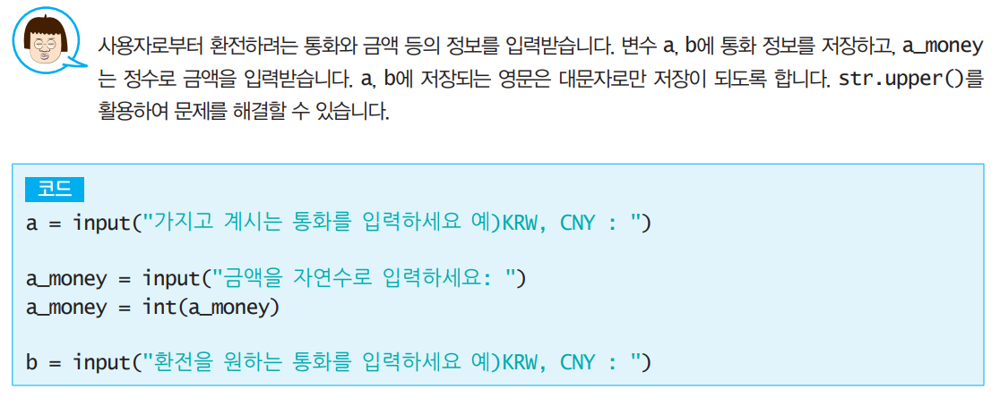 사용자로부터 환전하려는 통화와 금액 등의 정보를 입력받습니다. 변수 a, b에 통화 정보를 저장하고, a_money
는 정수로 금액을 입력받습니다. a, b에 저장되는 영문은 대문자로만 저장이 되도록 합니다. str.upper()를
활용하여 문제를 해결할 수 있습니다.
코드
a = input("가지고 계시는 통화를 입력하세요 예)KRW, CNY : ")
a_money = input("금액을 자연수로 입력하세요: ")
a_money = int(a_money)
b = input("환전을 원하는 통화를 입력하세요 예)KRW, CNY : ")